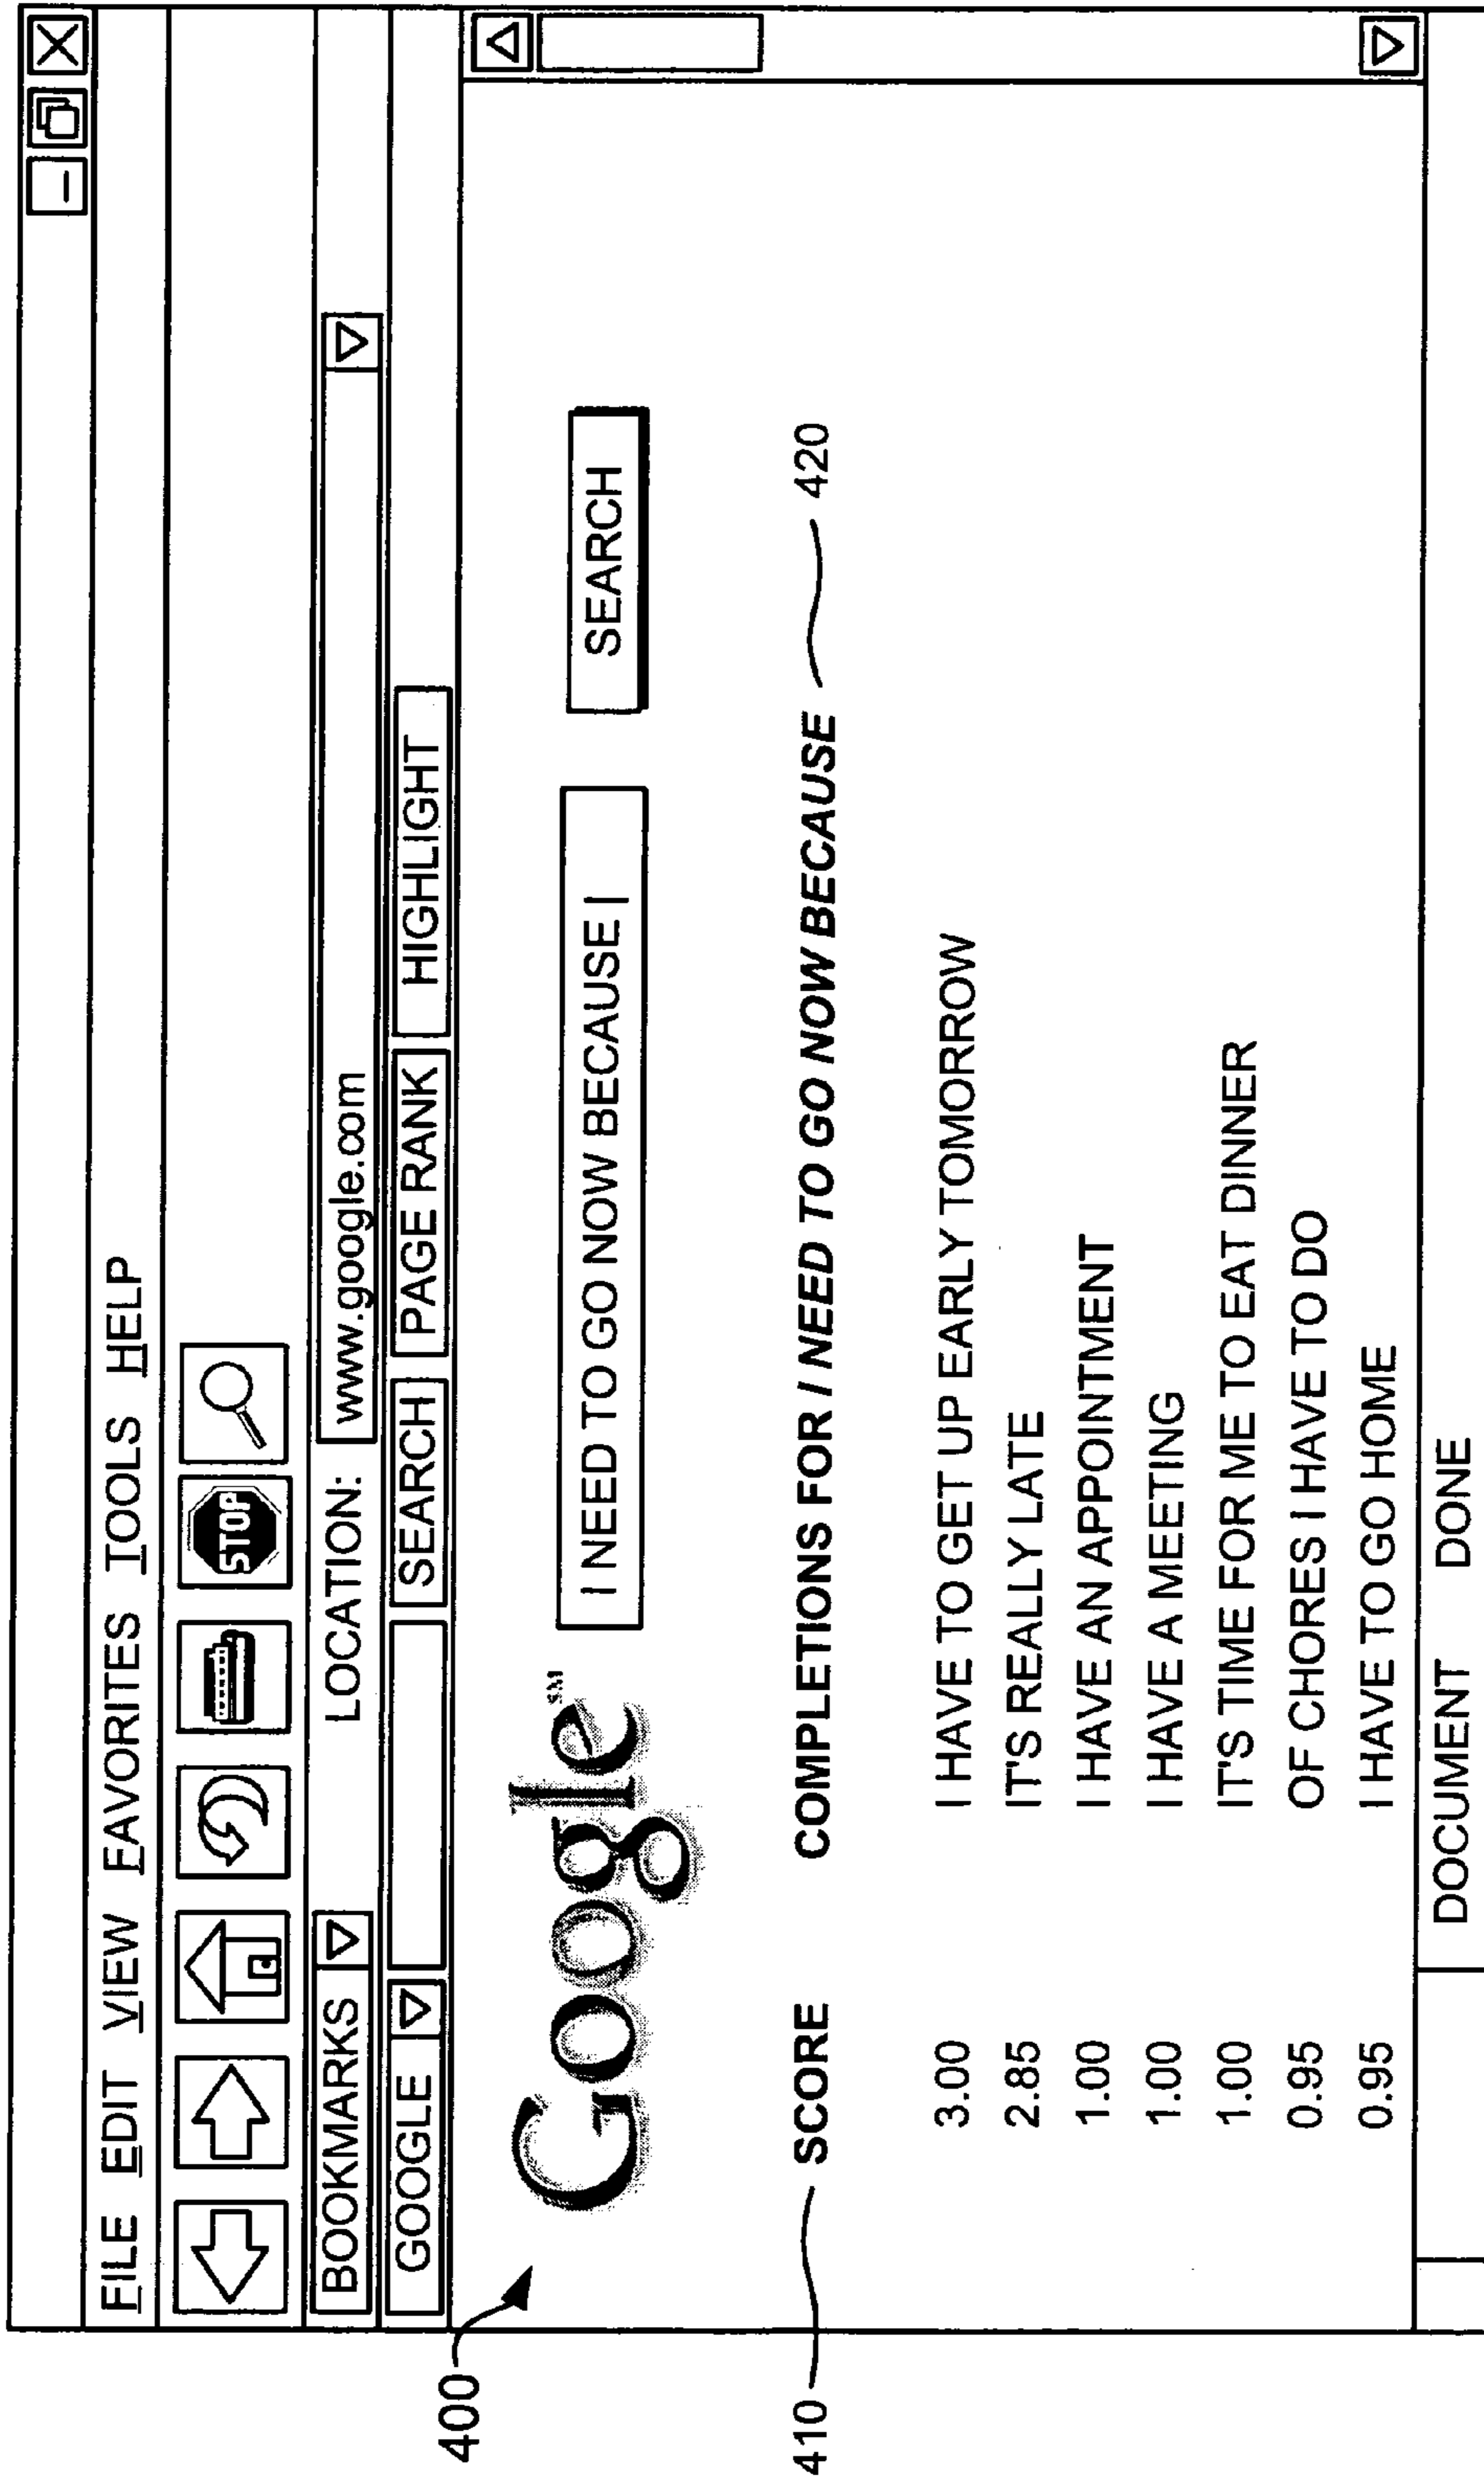 FILE EDIT VIEW FAVORITES TOOLS HELP
STOP
BOOKMARKS LOCATION: www.google.com
GOOGLE SEARCH PAGE RANK HIGHLIGHT
400
Google SM I NEED TO GO NOW BECAUSE | SEARCH
410 SCORE COMPLETIONS FOR I NEED TO GO NOW BECAUSE 420
3.00 I HAVE TO GET UP EARLY TOMORROW
2.85 IT'S REALLY LATE
1.00 I HAVE AN APPOINTMENT
1.00 I HAVE A MEETING
1.00 IT'S TIME FOR ME TO EAT DINNER
0.95 OF CHORES I HAVE TO DO
0.95 I HAVE TO GO HOME
DOCUMENT DONE